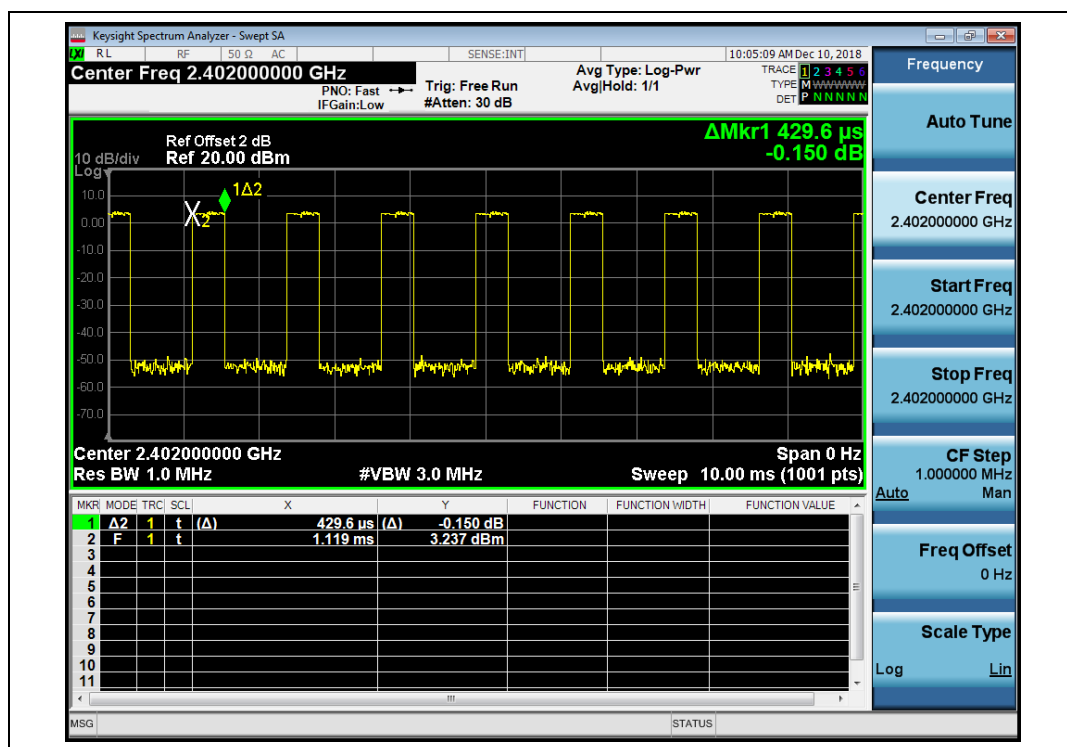 Keysight Spectrum Analyzer - Swept SA
LXI RL RF 50 Ω AC SENSE:INT 10:05:09 AM Dec 10, 2018
Center Freq 2.402000000 GHz
PNO: Fast
IFGain:Low
Trig: Free Run
#Atten: 30 dB
Avg Type: Log-Pwr
Avg|Hold: 1/1
TRACE 1 2 3 4 5 6
TYPE M WWWWW
DET P N N N N N
ΔMkr1 429.6 µs
-0.150 dB
Ref Offset 2 dB
10 dB/div Ref 20.00 dBm
Log
10.0
0.00
-10.0
-20.0
-30.0
-40.0
-50.0
-60.0
-70.0
1Δ2
X2
Center 2.402000000 GHz Span 0 Hz
Res BW 1.0 MHz #VBW 3.0 MHz Sweep 10.00 ms (1001 pts)
MKR MODE TRC SCL X Y FUNCTION FUNCTION WIDTH FUNCTION VALUE
1 Δ2 1 t (Δ) 429.6 µs (Δ) -0.150 dB
2 F 1 t 1.119 ms 3.237 dBm
3
4
5
6
7
8
9
10
11
MSG STATUS
Frequency
Auto Tune
Center Freq
2.402000000 GHz
Start Freq
2.402000000 GHz
Stop Freq
2.402000000 GHz
CF Step
1.000000 MHz
Auto Man
Freq Offset
0 Hz
Scale Type
Log Lin